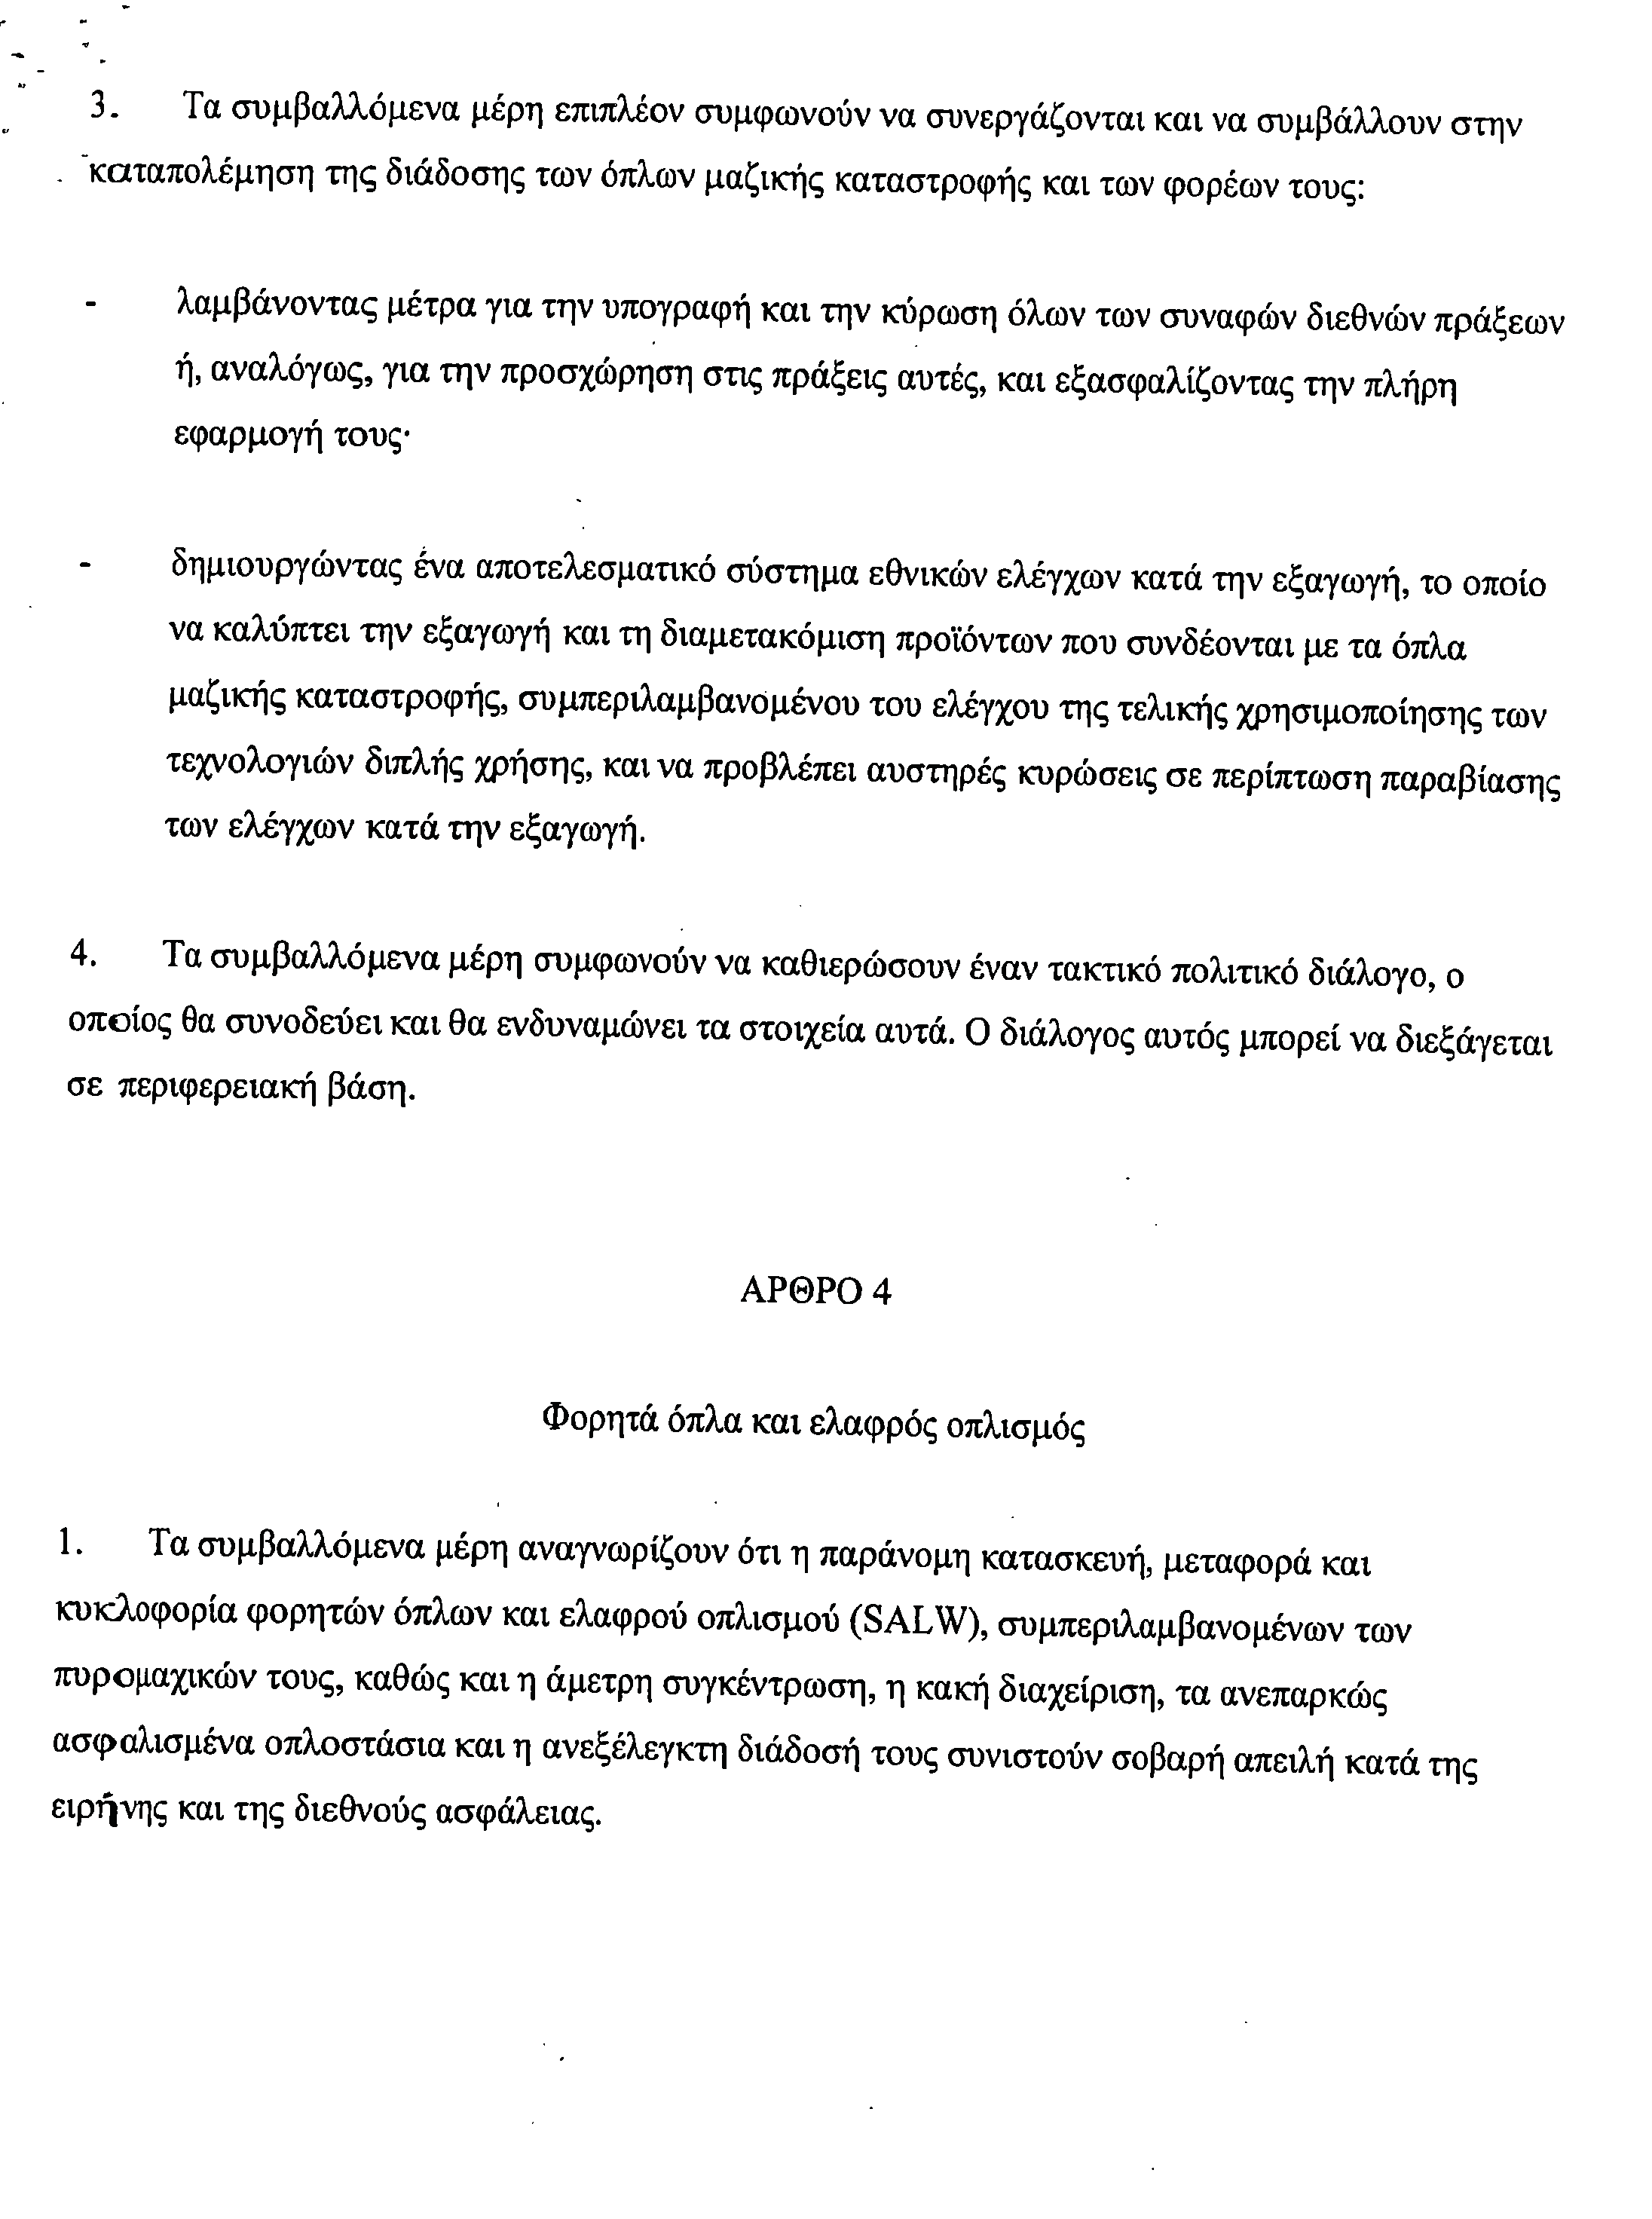 3. Τα συμβαλλόμενα μέρη επιπλέον συμφωνούν να συνεργάζονται και να συμβάλλουν στην
καταπολέμηση της διάδοσης των όπλων μαζικής καταστροφής και των φορέων τους:
- λαμβάνοντας μέτρα για την υπογραφή και την κύρωση όλων των συναφών διεθνών πράξεων
ή, αναλόγως, για την προσχώρηση στις πράξεις αυτές, και εξασφαλίζοντας την πλήρη
εφαρμογή τους·
- δημιουργώντας ένα αποτελεσματικό σύστημα εθνικών ελέγχων κατά την εξαγωγή, το οποίο
να καλύπτει την εξαγωγή και τη διαμετακόμιση προϊόντων που συνδέονται με τα όπλα
μαζικής καταστροφής, συμπεριλαμβανομένου του ελέγχου της τελικής χρησιμοποίησης των
τεχνολογιών διπλής χρήσης, και να προβλέπει αυστηρές κυρώσεις σε περίπτωση παραβίασης
των ελέγχων κατά την εξαγωγή.
4. Τα συμβαλλόμενα μέρη συμφωνούν να καθιερώσουν έναν τακτικό πολιτικό διάλογο, ο
οποίος θα συνοδεύει και θα ενδυναμώνει τα στοιχεία αυτά. Ο διάλογος αυτός μπορεί να διεξάγεται
σε περιφερειακή βάση.
ΑΡΘΡΟ 4
Φορητά όπλα και ελαφρός οπλισμός
1. Τα συμβαλλόμενα μέρη αναγνωρίζουν ότι η παράνομη κατασκευή, μεταφορά και
κυκλοφορία φορητών όπλων και ελαφρού οπλισμού (SALW), συμπεριλαμβανομένων των
πυρομαχικών τους, καθώς και η άμετρη συγκέντρωση, η κακή διαχείριση, τα ανεπαρκώς
ασφαλισμένα οπλοστάσια και η ανεξέλεγκτη διάδοσή τους συνιστούν σοβαρή απειλή κατά της
ειρήνης και της διεθνούς ασφάλειας.